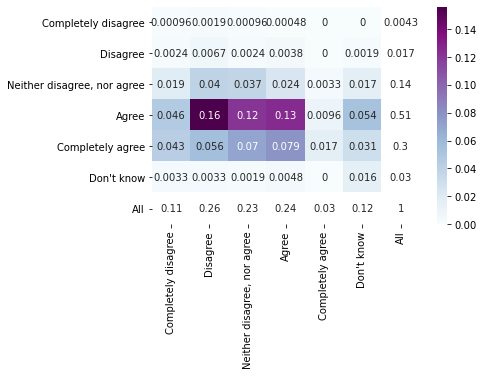 Completely disagree 0.00096 0.0019 0.00096 0.00048 0 0 0.0043
Disagree 0.0024 0.0067 0.0024 0.0038 0 0.0019 0.017
Neither disagree, nor agree 0.019 0.04 0.037 0.024 0.0033 0.017 0.14
Agree 0.046 0.16 0.12 0.13 0.0096 0.054 0.51
Completely agree 0.043 0.056 0.07 0.079 0.017 0.031 0.3
Don't know 0.0033 0.0033 0.0019 0.0048 0 0.016 0.03
All 0.11 0.26 0.23 0.24 0.03 0.12 1
Completely disagree
Disagree
Neither disagree, nor agree
Agree
Completely agree
Don't know
All
0.14
0.12
0.10
0.08
0.06
0.04
0.02
0.00